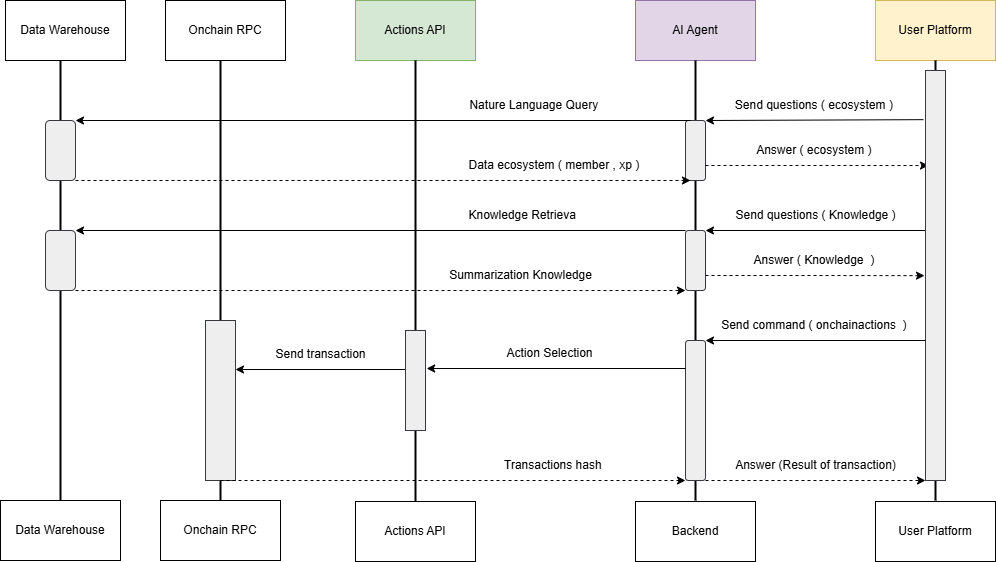 Data Warehouse
Onchain RPC
Actions API
AI Agent
User Platform
Nature Language Query
Send questions ( ecosystem )
Answer ( ecosystem )
Data ecosystem ( member , xp )
Knowledge Retrieva
Send questions ( Knowledge )
Answer ( Knowledge )
Summarization Knowledge
Send command ( onchainactions )
Send transaction
Action Selection
Transactions hash
Answer (Result of transaction)
Data Warehouse
Onchain RPC
Actions API
Backend
User Platform